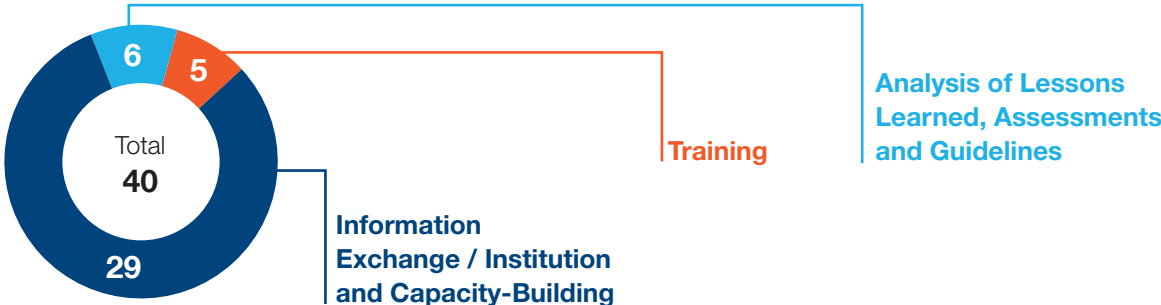 6
5
Total
40
29
Analysis of Lessons
Learned, Assessments
and Guidelines
Training
Information
Exchange / Institution
and Capacity-Building